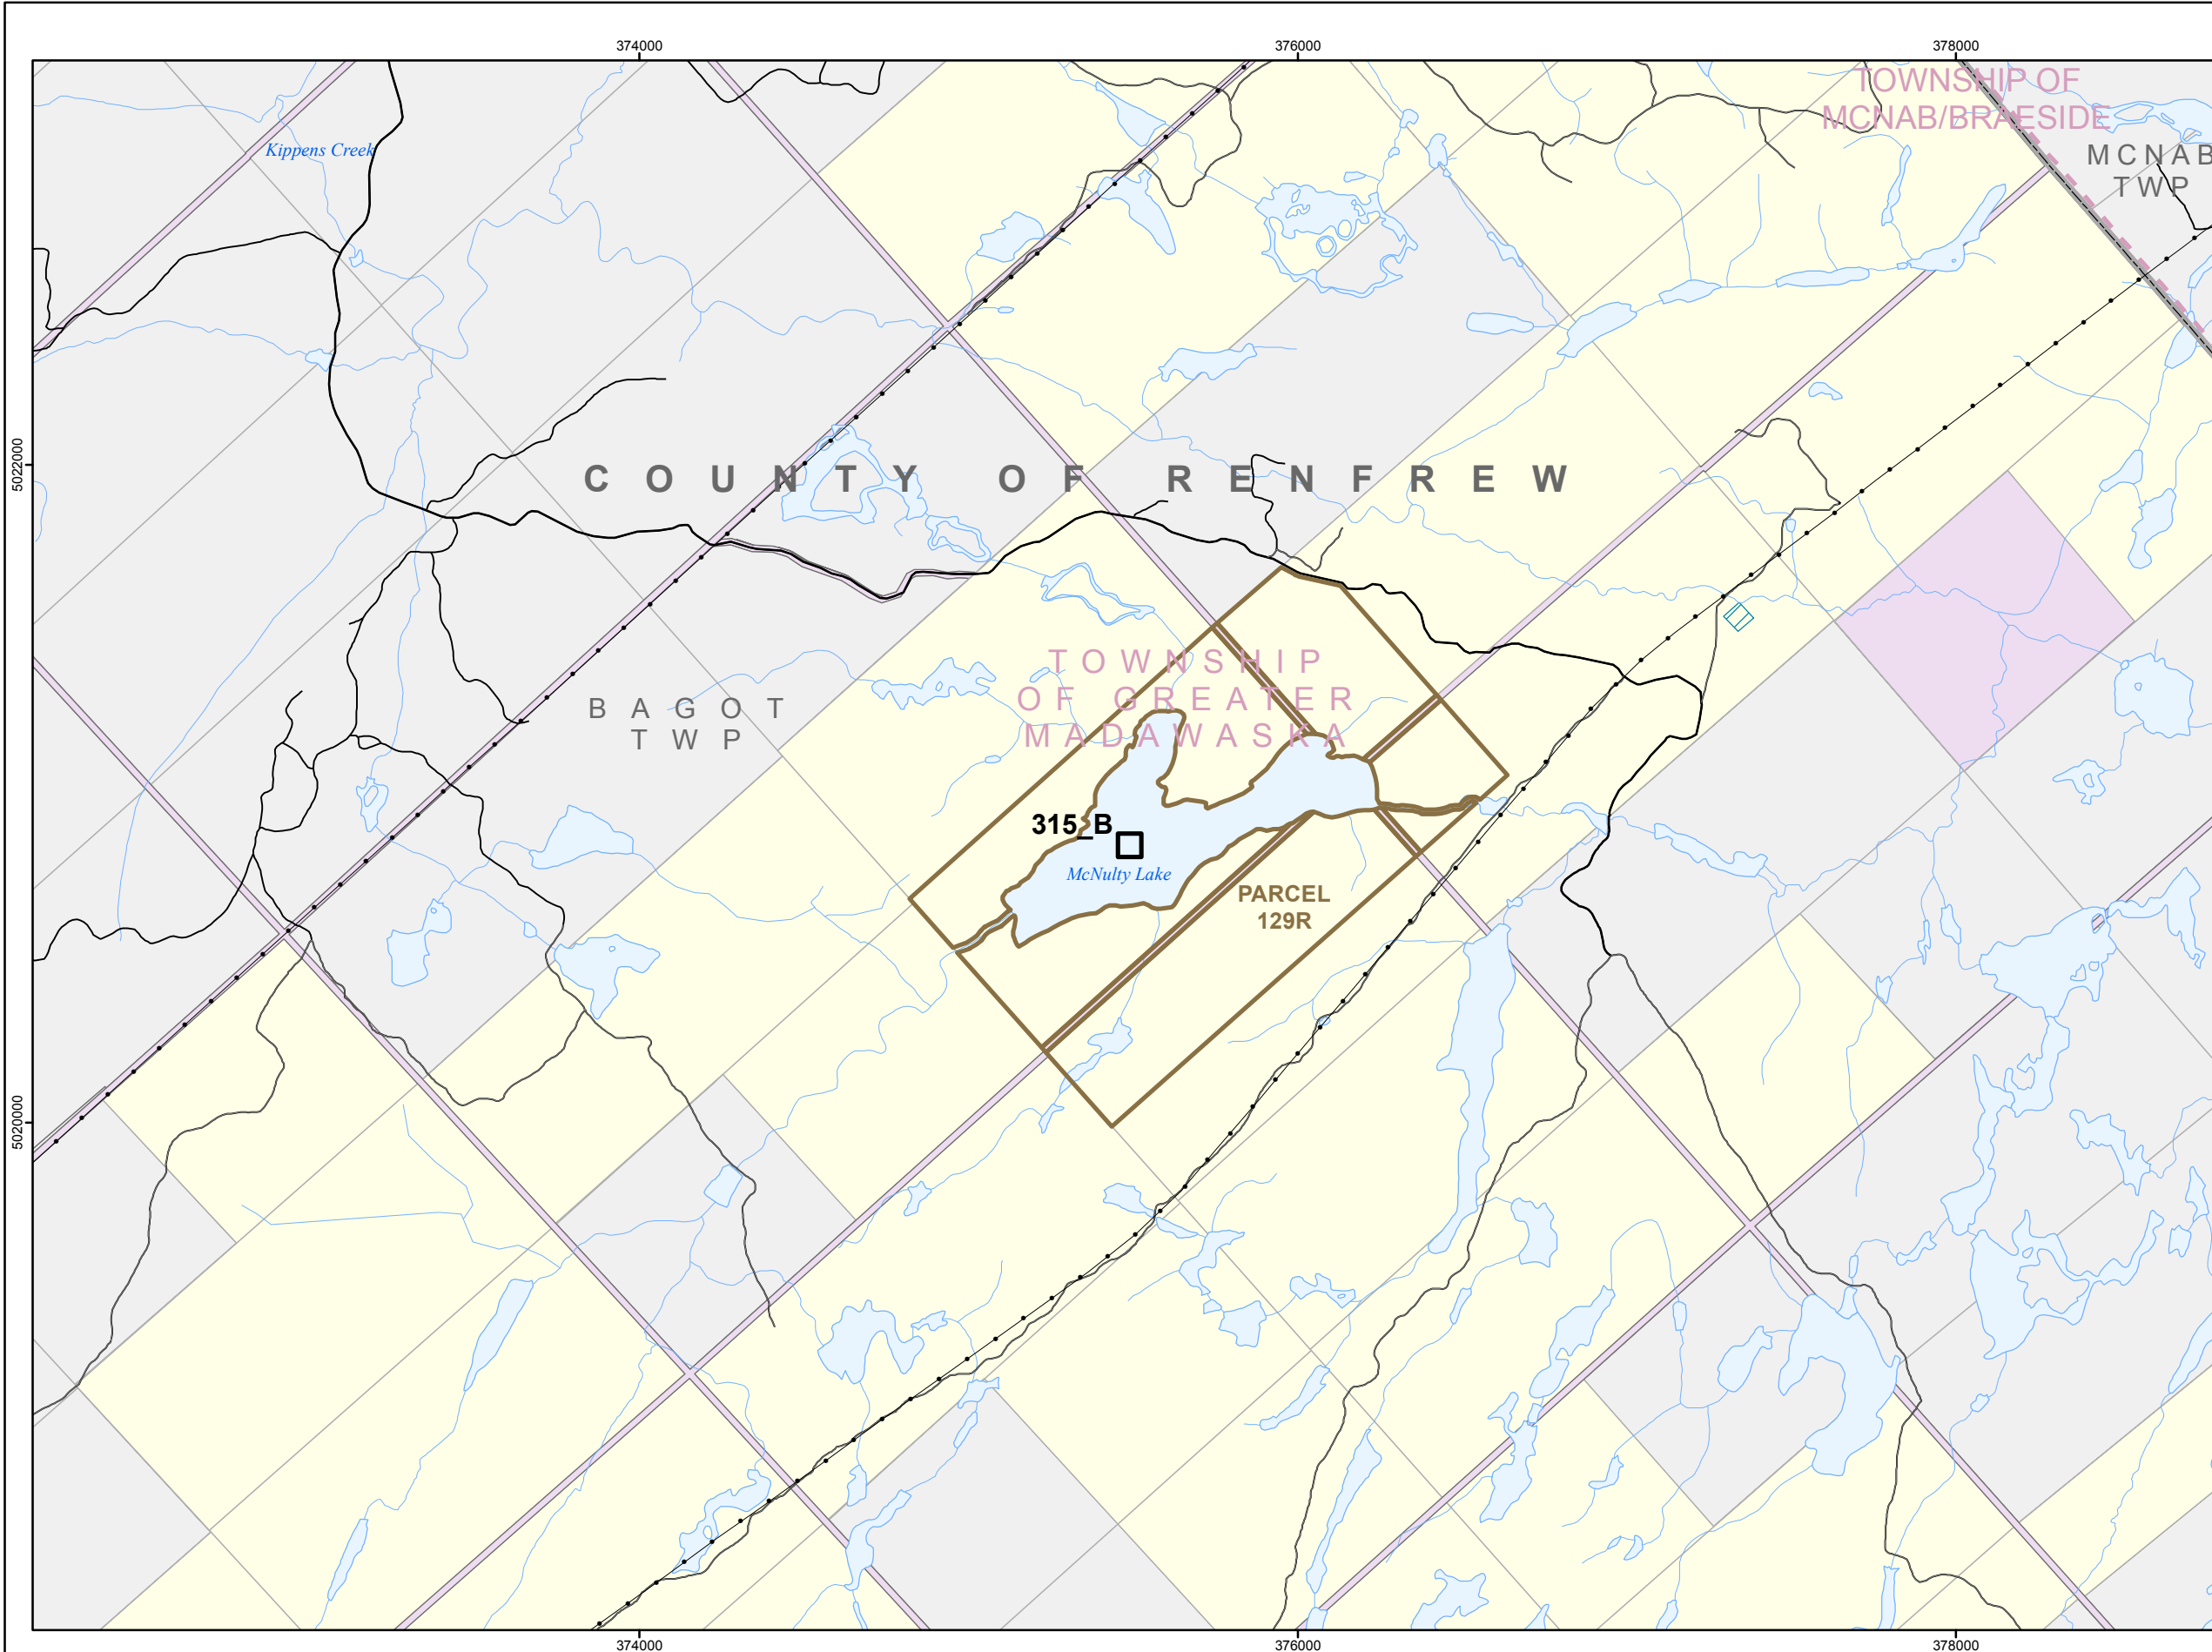 374000
376000
378000
TOWNSHIP OF
MCNAB/BRAESIDE
Kippens Creek
MCNAB
TWP
5022000
COUNTY OF RENFREW
TOWNSHIP
OF GREATER
MADAWASKA
BAGOT
TWP
315_B
McNulty Lake
PARCEL
129R
5020000
374000
376000
378000